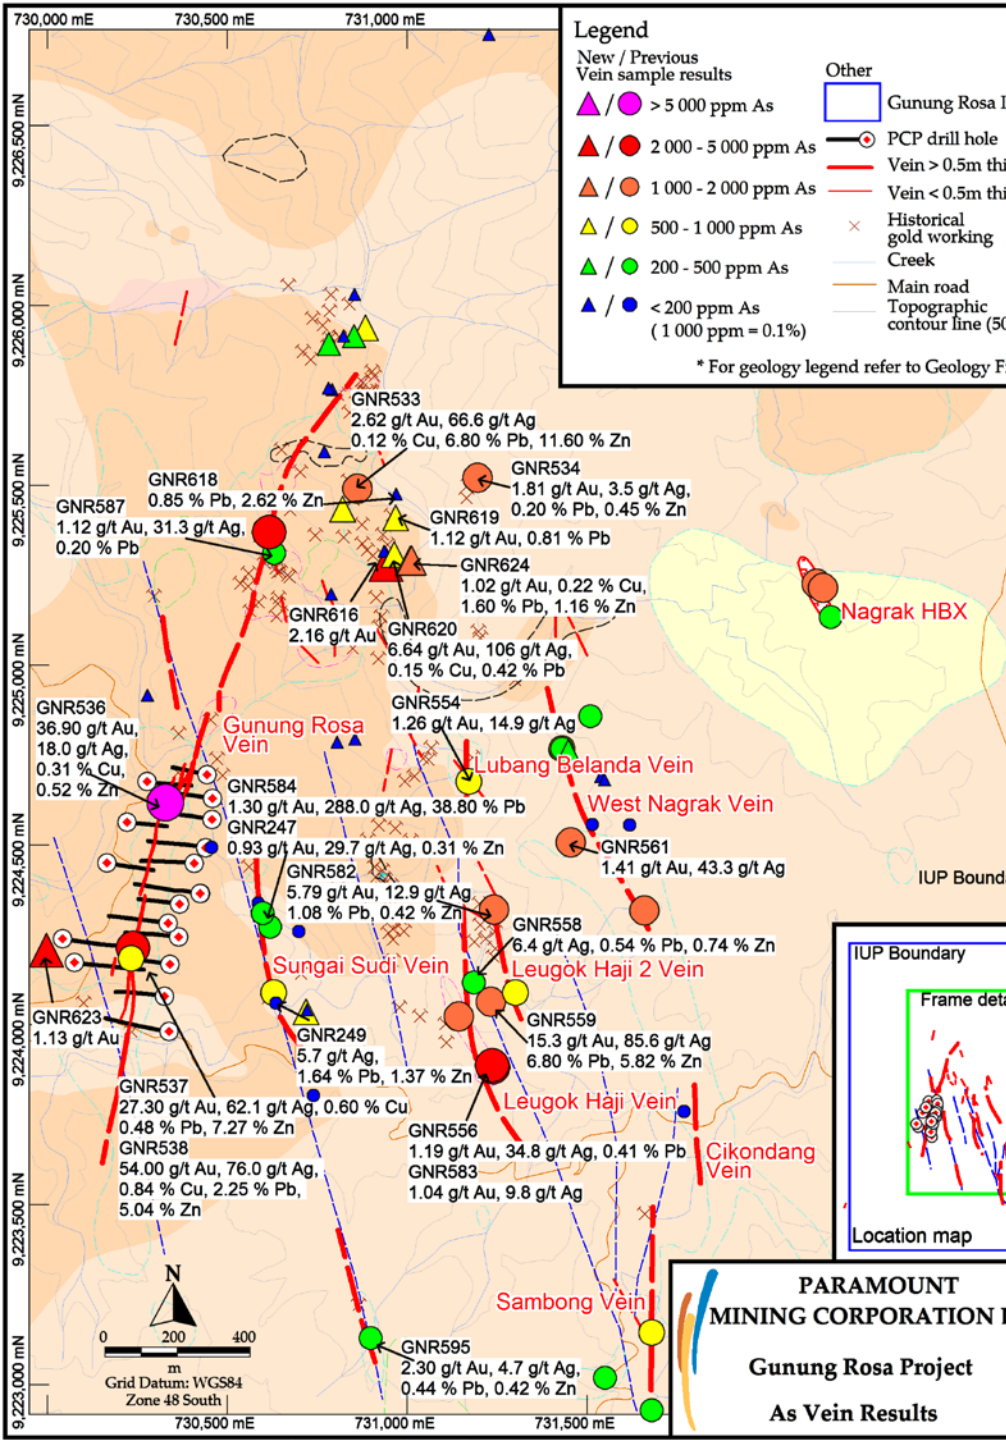 730,000 mE
730,500 mE
731,000 mE
9,226,500 mN
9,226,000 mN
9,225,500 mN
9,225,000 mN
9,224,500 mN
9,224,000 mN
9,223,500 mN
9,223,000 mN
Legend
New / Previous
Vein sample results
> 5 000 ppm As
2 000 - 5 000 ppm As
1 000 - 2 000 ppm As
500 - 1 000 ppm As
200 - 500 ppm As
< 200 ppm As
( 1 000 ppm = 0.1%)
Other
Gunung Rosa I
PCP drill hole
Vein > 0.5m thi
Vein < 0.5m thi
Historical
gold working
Creek
Main road
Topographic
contour line (50
* For geology legend refer to Geology Fi
GNR533
2.62 g/t Au, 66.6 g/t Ag
0.12 % Cu, 6.80 % Pb, 11.60 % Zn
GNR618
0.85 % Pb, 2.62 % Zn
GNR534
1.81 g/t Au, 3.5 g/t Ag,
0.20 % Pb, 0.45 % Zn
GNR587
1.12 g/t Au, 31.3 g/t Ag,
0.20 % Pb
GNR619
1.12 g/t Au, 0.81 % Pb
GNR624
1.02 g/t Au, 0.22 % Cu,
1.60 % Pb, 1.16 % Zn
GNR616
2.16 g/t Au
GNR620
6.64 g/t Au, 106 g/t Ag,
0.15 % Cu, 0.42 % Pb
Nagrak HBX
GNR536
36.90 g/t Au,
18.0 g/t Ag,
0.31 % Cu,
0.52 % Zn
Gunung Rosa
Vein
GNR554
1.26 g/t Au, 14.9 g/t Ag
Lubang Belanda Vein
GNR584
1.30 g/t Au, 288.0 g/t Ag, 38.80 % Pb
West Nagrak Vein
GNR247
0.93 g/t Au, 29.7 g/t Ag, 0.31 % Zn
GNR561
1.41 g/t Au, 43.3 g/t Ag
GNR582
5.79 g/t Au, 12.9 g/t Ag
1.08 % Pb, 0.42 % Zn
IUP Bounda
GNR558
6.4 g/t Ag, 0.54 % Pb, 0.74 % Zn
Sungai Sudi Vein
Leugok Haji 2 Vein
GNR623
1.13 g/t Au
GNR249
5.7 g/t Ag,
1.64 % Pb, 1.37 % Zn
GNR559
15.3 g/t Au, 85.6 g/t Ag
6.80 % Pb, 5.82 % Zn
GNR537
27.30 g/t Au, 62.1 g/t Ag, 0.60 % Cu
0.48 % Pb, 7.27 % Zn
GNR538
54.00 g/t Au, 76.0 g/t Ag,
0.84 % Cu, 2.25 % Pb,
5.04 % Zn
Leugok Haji Vein
GNR556
1.19 g/t Au, 34.8 g/t Ag, 0.41 % Pb
GNR583
1.04 g/t Au, 9.8 g/t Ag
Cikondang
Vein
Sambong Vein
GNR595
2.30 g/t Au, 4.7 g/t Ag,
0.44 % Pb, 0.42 % Zn
IUP Boundary
Frame deta
Location map
N
0 200 400
m
Grid Datum: WGS84
Zone 48 South
PARAMOUNT
MINING CORPORATION
Gunung Rosa Project
As Vein Results
730,500 mE
731,000 mE
731,500 mE